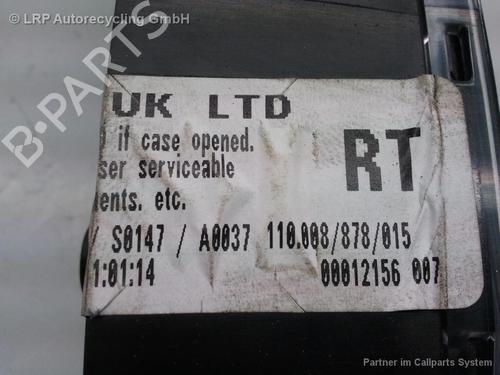 © LRP Autorecycling GmbH
B-Parts
UK LTD
if case opened.
ser serviceable
ents. etc.
RT
S0147 / A0037 110.008/878/015
1:01:14 00012156 007
Partner im Callparts System